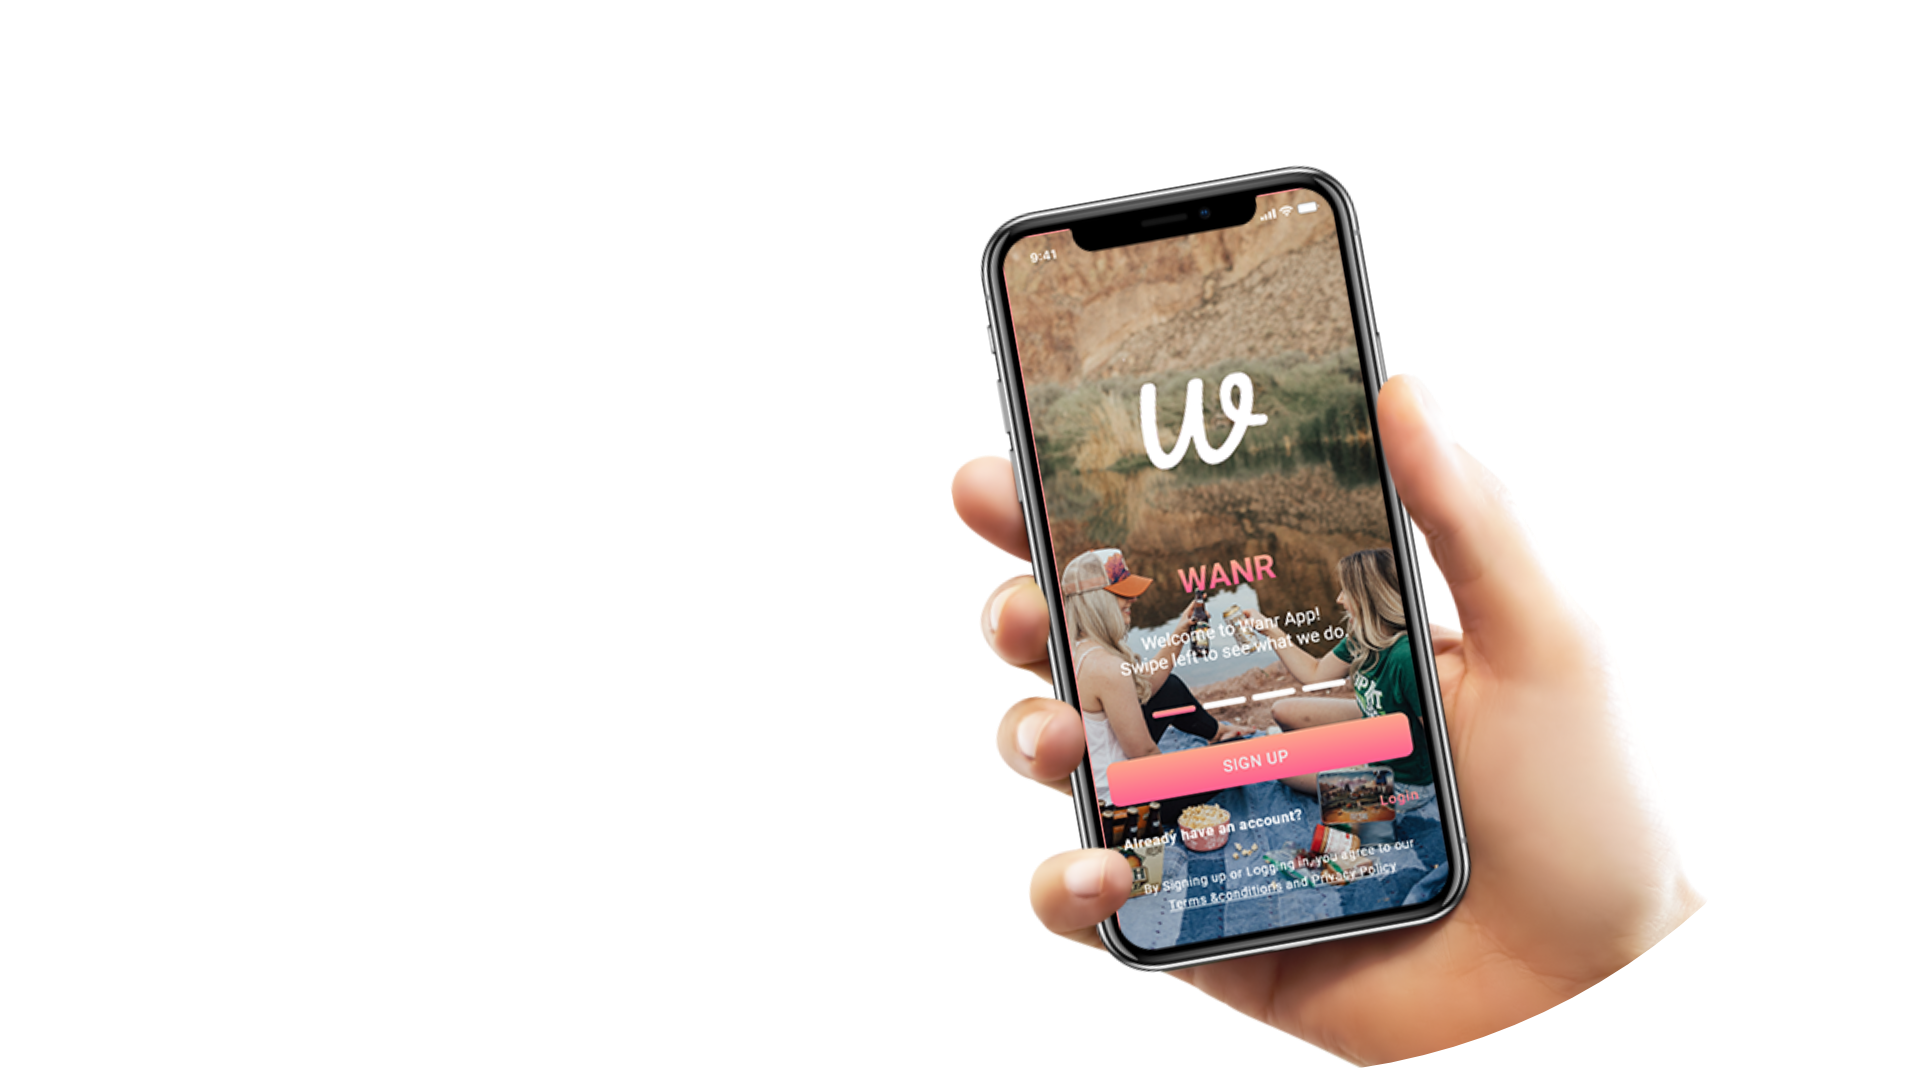 9:41
W
WANR
Welcome to Wanr App!
Swipe left to see what we do.
SIGN UP
Already have an account? Login
By Signing up or Logging in, you agree to our
Terms &conditions and Privacy Policy